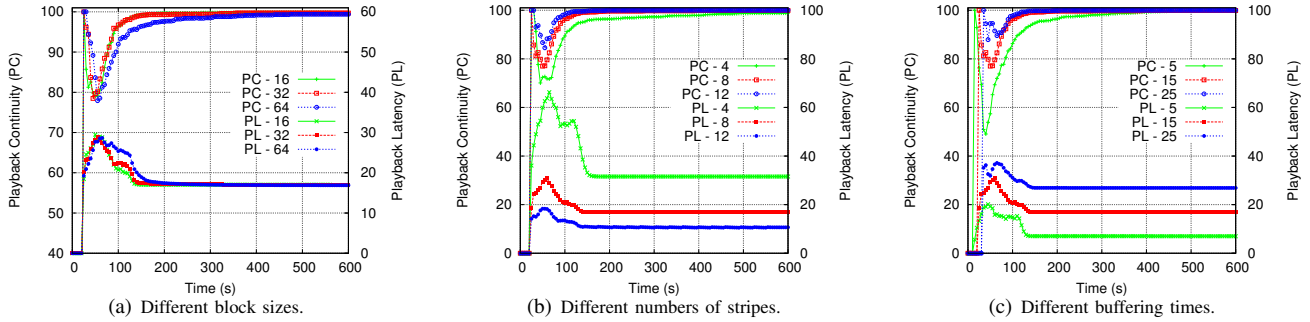 Playback Continuity (PC)
100
90
80
70
60
50
40
0
100
200
300
400
500
600
Time (s)
60
50
40
30
20
10
0
Playback Latency (PL)
PC - 16
PC - 32
PC - 64
PL - 16
PL - 32
PL - 64
(a) Different block sizes.
Playback Continuity (PC)
100
80
60
40
20
0
0
100
200
300
400
500
600
Time (s)
100
80
60
40
20
0
Playback Latency (PL)
PC - 4
PC - 8
PC - 12
PL - 4
PL - 8
PL - 12
(b) Different numbers of stripes.
Playback Continuity (PC)
100
80
60
40
20
0
0
100
200
300
400
500
600
Time (s)
100
80
60
40
20
0
Playback Latency (PL)
PC - 5
PC - 15
PC - 25
PL - 5
PL - 15
PL - 25
(c) Different buffering times.